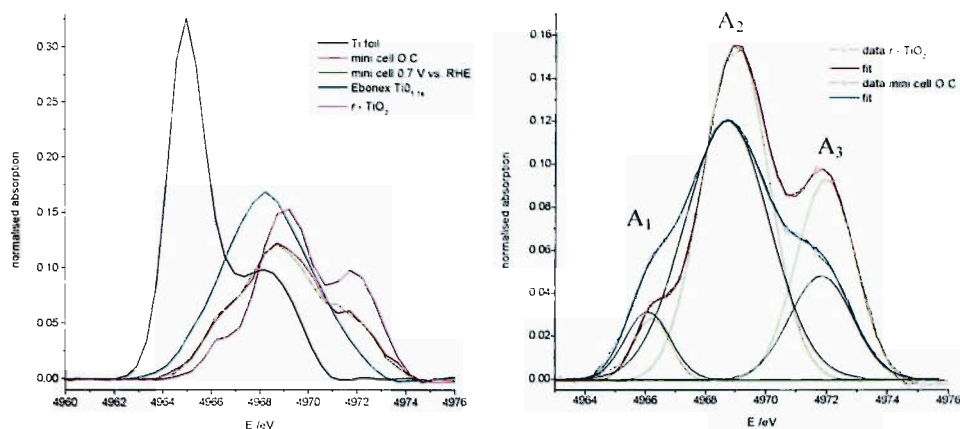 0.30
0.25
0.20
0.15
0.10
0.05
0.00
normalised absorption
4960 4962 4964 4966 4968 4970 4972 4974 4976
E /eV
Ti foil
mini cell O C
mini cell 0.7 V vs. RHE
Ebonex
r - TiO2
0.16
0.14
0.12
0.10
0.08
0.06
0.04
0.02
0.00
normalised absorption
4964 4966 4968 4970 4972 4974 4976
E /eV
A1
A2
A3
data r - TiO2
fit
data mini cell O C
fit